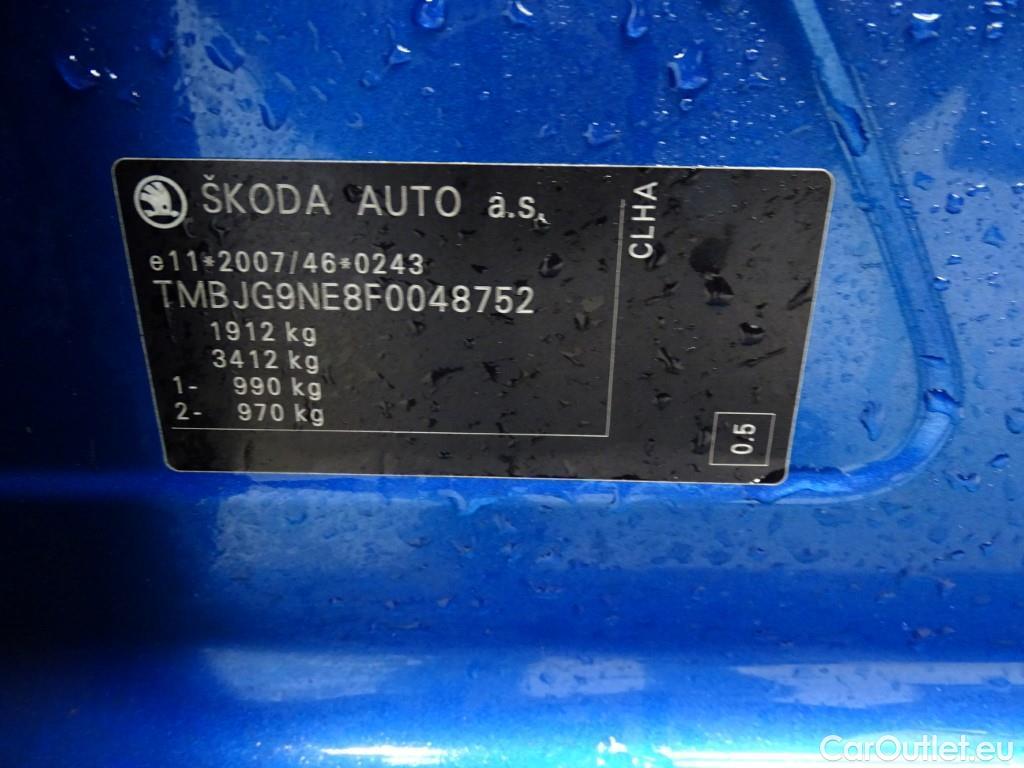 ŠKODA AUTO a.s.
CLHA
e11*2007/46*0243
TMBJG9NE8F0048752
1912 kg
3412 kg
1- 990 kg
2- 970 kg
0.5
CarOutlet.eu